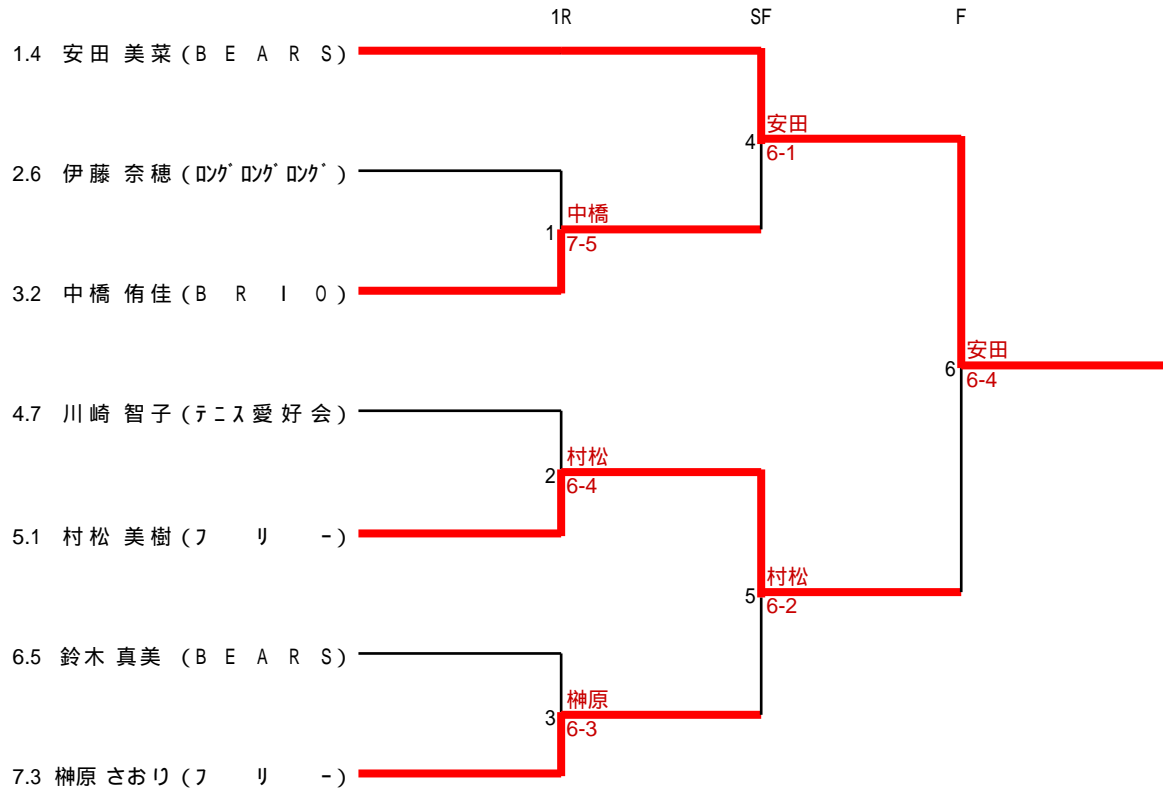 1R SF F
1.4 安田 美菜 (BEARS)
安田
4 6-1
2.6 伊藤 奈穂 (ﾛﾝｸﾞﾛﾝｸﾞﾛﾝｸﾞ)
中橋
1 7-5
3.2 中橋 侑佳 (BRIO)
安田
6 6-4
4.7 川崎 智子 (ﾃﾆｽ愛好会)
村松
2 6-4
5.1 村松 美樹 (ﾌﾘｰ)
村松
5 6-2
6.5 鈴木 真美 (BEARS)
榊原
3 6-3
7.3 榊原 さおり (ﾌﾘｰ)